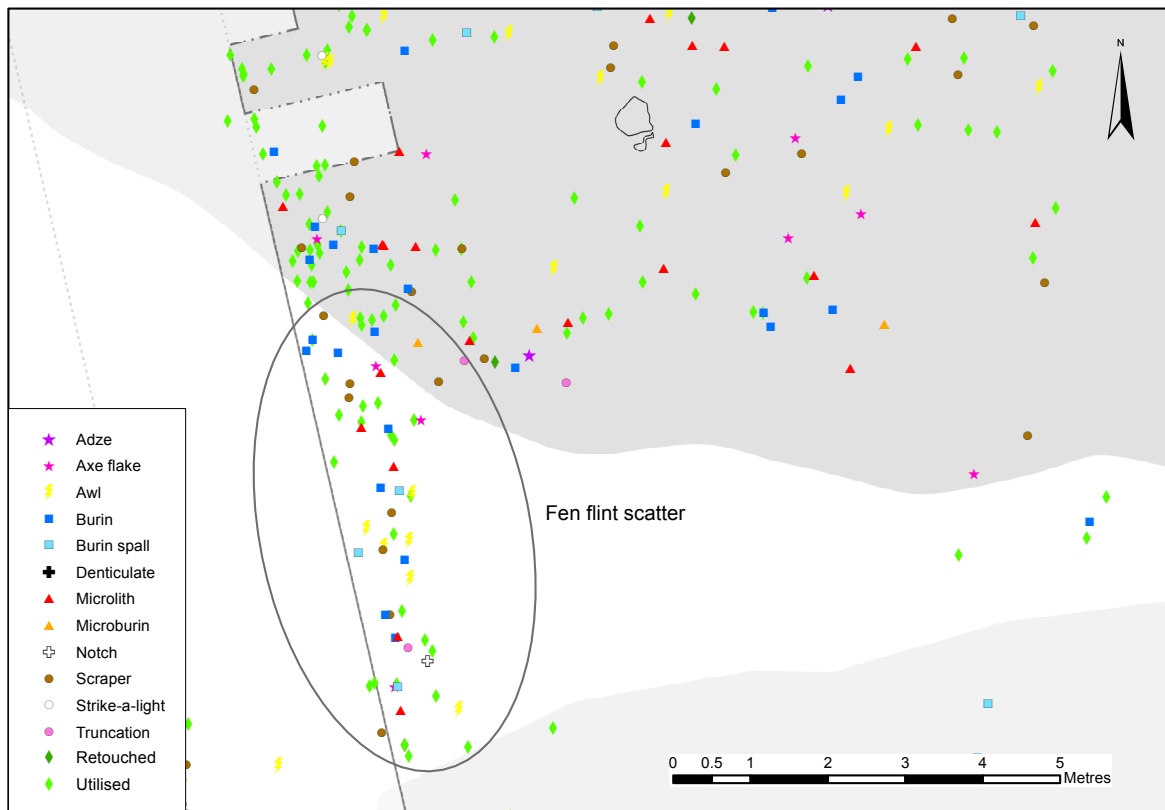 N
Fen flint scatter
Adze
Axe flake
Awl
Burin
Burin spall
Denticulate
Microlith
Microburin
Notch
Scraper
Strike-a-light
Truncation
Retouched
Utilised
0 0.5 1 2 3 4 5
Metres